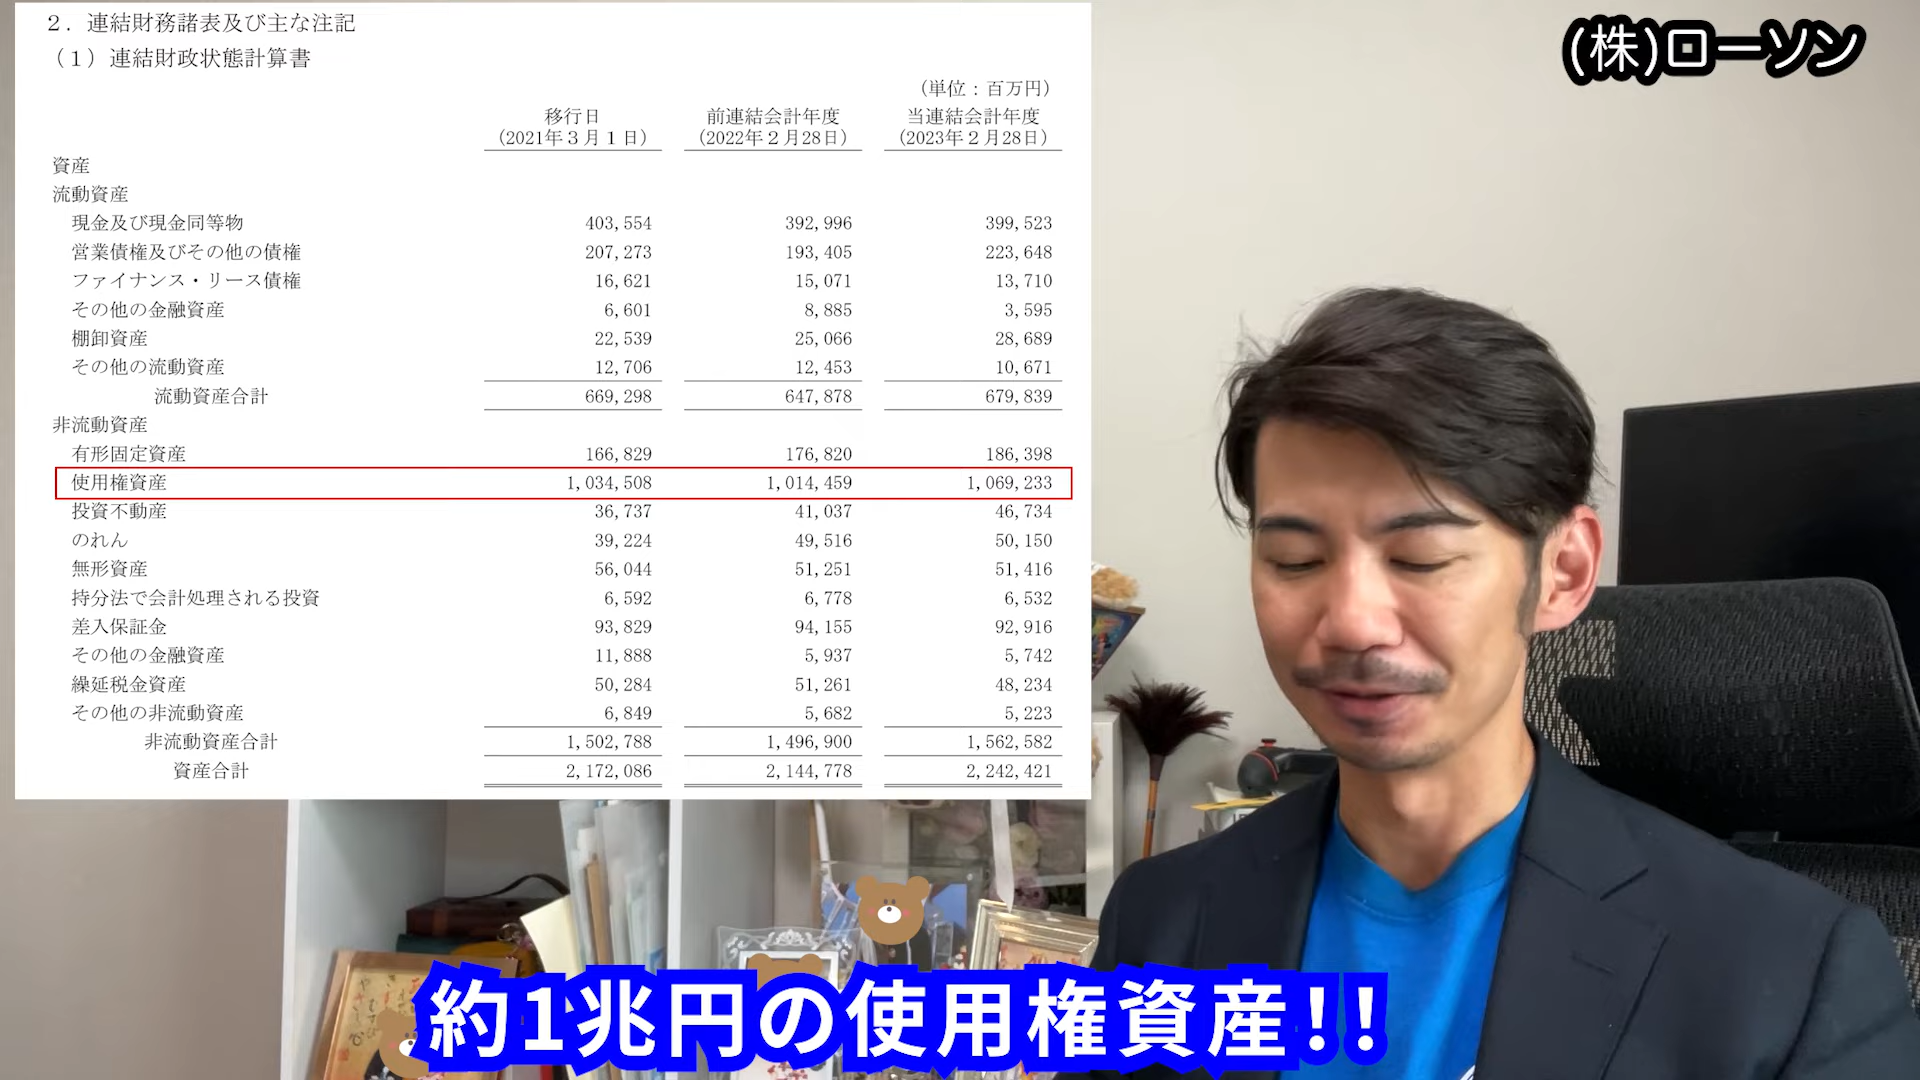 2．連結財務諸表及び主な注記
（1）連結財政状態計算書
（単位：百万円）
移行日 前連結会計年度 当連結会計年度
（2021年３月１日） （2022年２月28日） （2023年２月28日）
資産
流動資産
現金及び現金同等物 403,554 392,996 399,523
営業債権及びその他の債権 207,273 193,405 223,648
ファイナンス・リース債権 16,621 15,071 13,710
その他の金融資産 6,601 8,885 3,595
棚卸資産 22,539 25,066 28,689
その他の流動資産 12,706 12,453 10,671
流動資産合計 669,298 647,878 679,839
非流動資産
有形固定資産 166,829 176,820 186,398
使用権資産 1,034,508 1,014,459 1,069,233
投資不動産 36,737 41,037 46,734
のれん 39,224 49,516 50,150
無形資産 56,044 51,251 51,416
持分法で会計処理される投資 6,592 6,778 6,532
差入保証金 93,829 94,155 92,916
その他の金融資産 11,888 5,937 5,742
繰延税金資産 50,284 51,261 48,234
その他の非流動資産 6,849 5,682 5,223
非流動資産合計 1,502,788 1,496,900 1,562,582
資産合計 2,172,086 2,144,778 2,242,421
(株)ローソン
約1兆円の使用権資産!!